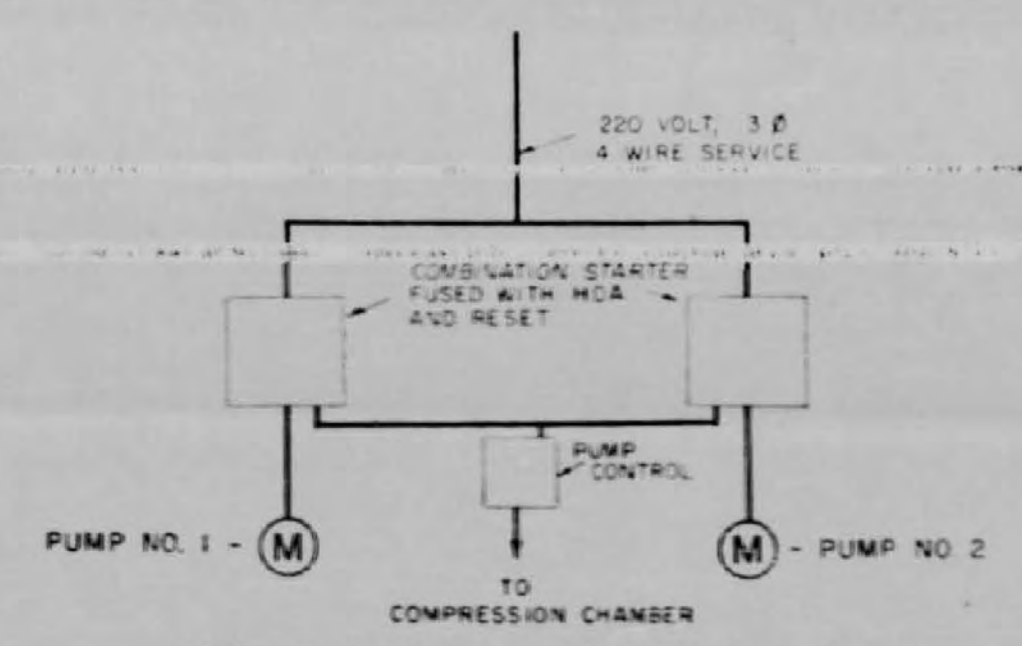 220 VOLT, 3 Ø
4 WIRE SERVICE
COMBINATION STARTER
FUSED WITH HOA
AND RESET
PUMP
CONTROL
PUMP NO. 1 - M
M - PUMP NO 2
TO
COMPRESSION CHAMBER